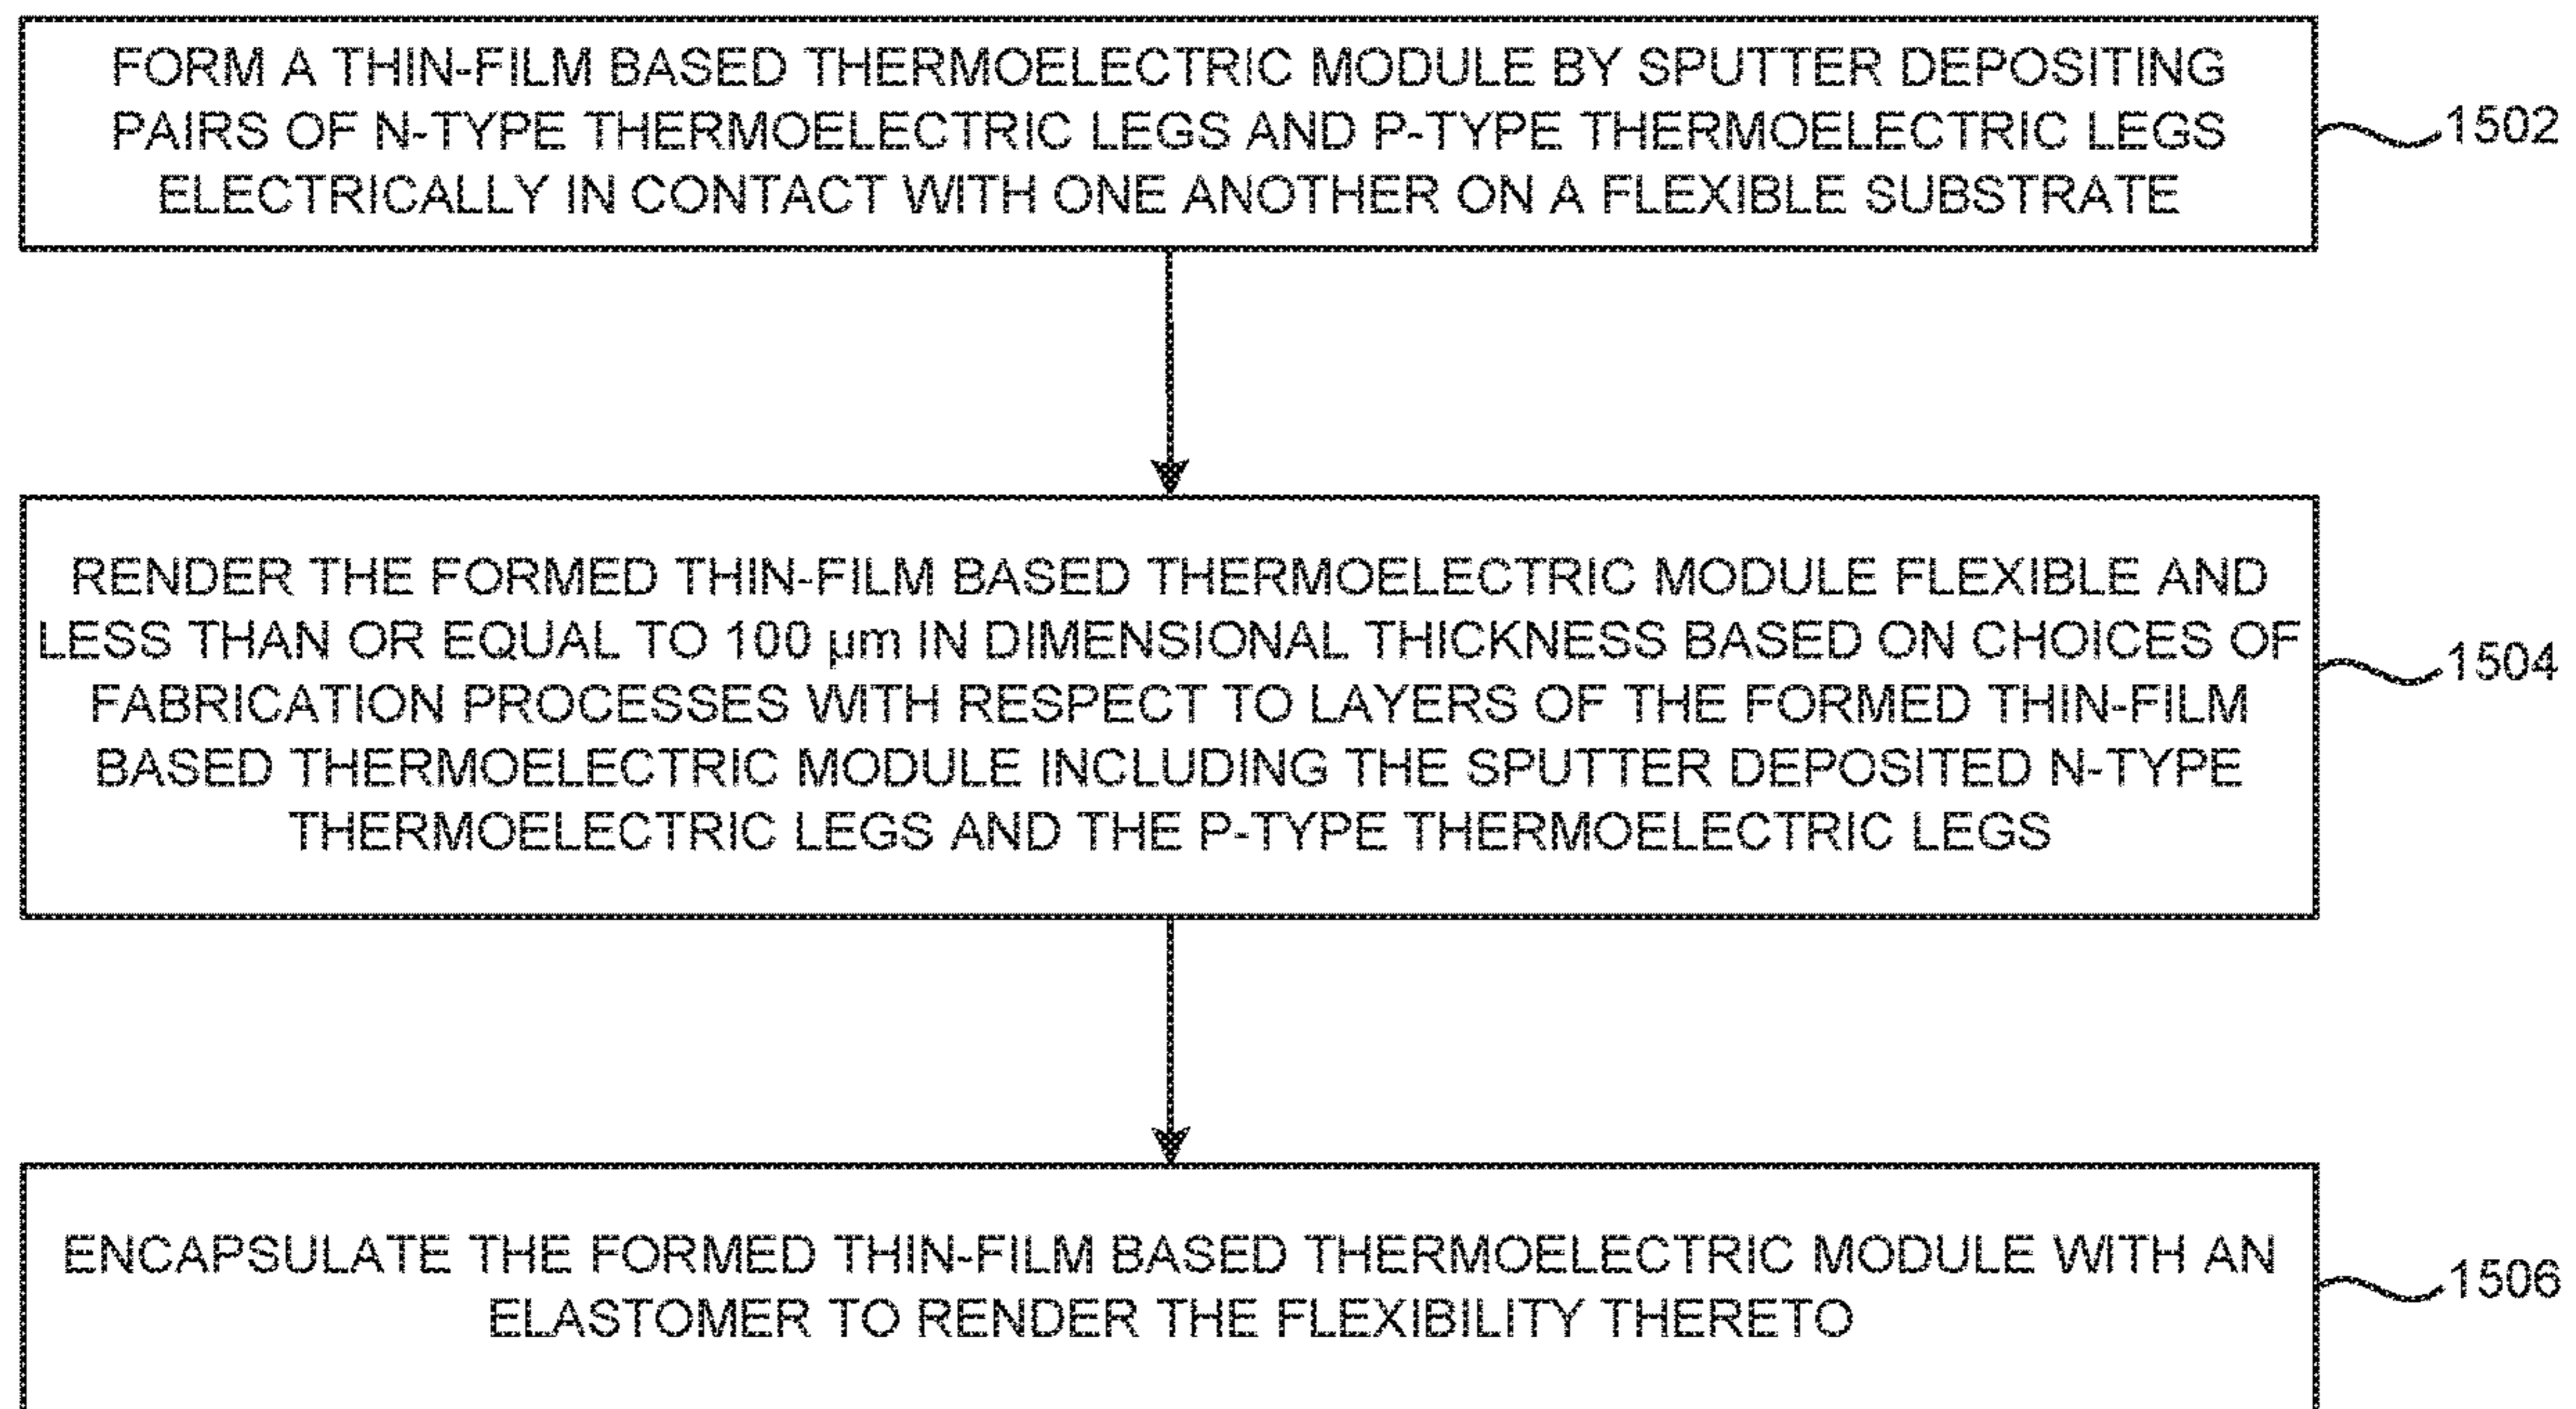 FORM A THIN-FILM BASED THERMOELECTRIC MODULE BY SPUTTER DEPOSITING
PAIRS OF N-TYPE THERMOELECTRIC LEGS AND P-TYPE THERMOELECTRIC LEGS
ELECTRICALLY IN CONTACT WITH ONE ANOTHER ON A FLEXIBLE SUBSTRATE
1502
RENDER THE FORMED THIN-FILM BASED THERMOELECTRIC MODULE FLEXIBLE AND
LESS THAN OR EQUAL TO 100 µm IN DIMENSIONAL THICKNESS BASED ON CHOICES OF
FABRICATION PROCESSES WITH RESPECT TO LAYERS OF THE FORMED THIN-FILM
BASED THERMOELECTRIC MODULE INCLUDING THE SPUTTER DEPOSITED N-TYPE
THERMOELECTRIC LEGS AND THE P-TYPE THERMOELECTRIC LEGS
1504
ENCAPSULATE THE FORMED THIN-FILM BASED THERMOELECTRIC MODULE WITH AN
ELASTOMER TO RENDER THE FLEXIBILITY THERETO
1506